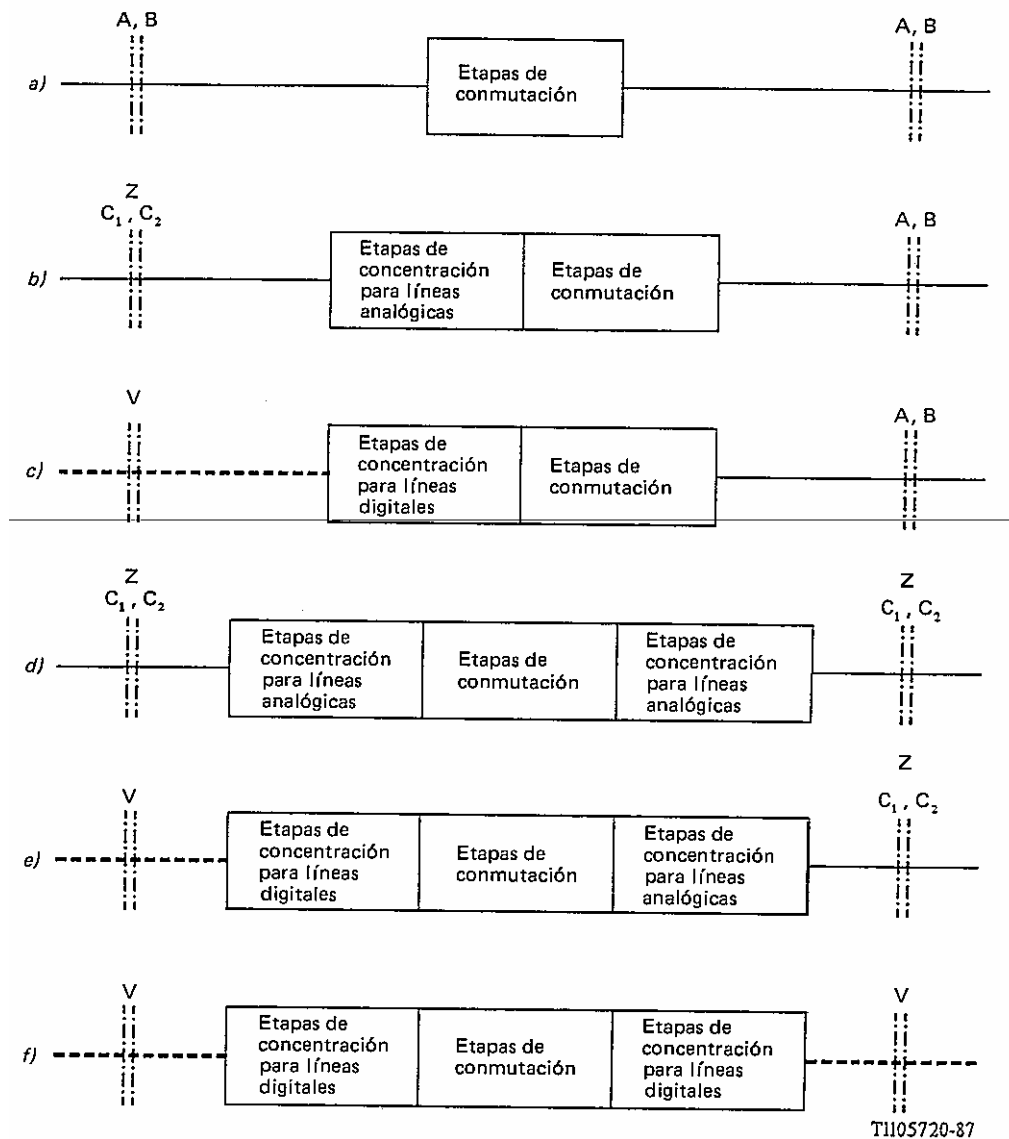 A, B
A, B
a)
Etapas de
conmutación
Z
C₁, C₂
A, B
b)
Etapas de
concentración
para líneas
analógicas
Etapas de
conmutación
V
A, B
c)
Etapas de
concentración
para líneas
digitales
Etapas de
conmutación
Z
C₁, C₂
Z
C₁, C₂
d)
Etapas de
concentración
para líneas
analógicas
Etapas de
conmutación
Etapas de
concentración
para líneas
analógicas
V
Z
C₁, C₂
e)
Etapas de
concentración
para líneas
digitales
Etapas de
conmutación
Etapas de
concentración
para líneas
analógicas
V
V
f)
Etapas de
concentración
para líneas
digitales
Etapas de
conmutación
Etapas de
concentración
para líneas
digitales
T1105720-87